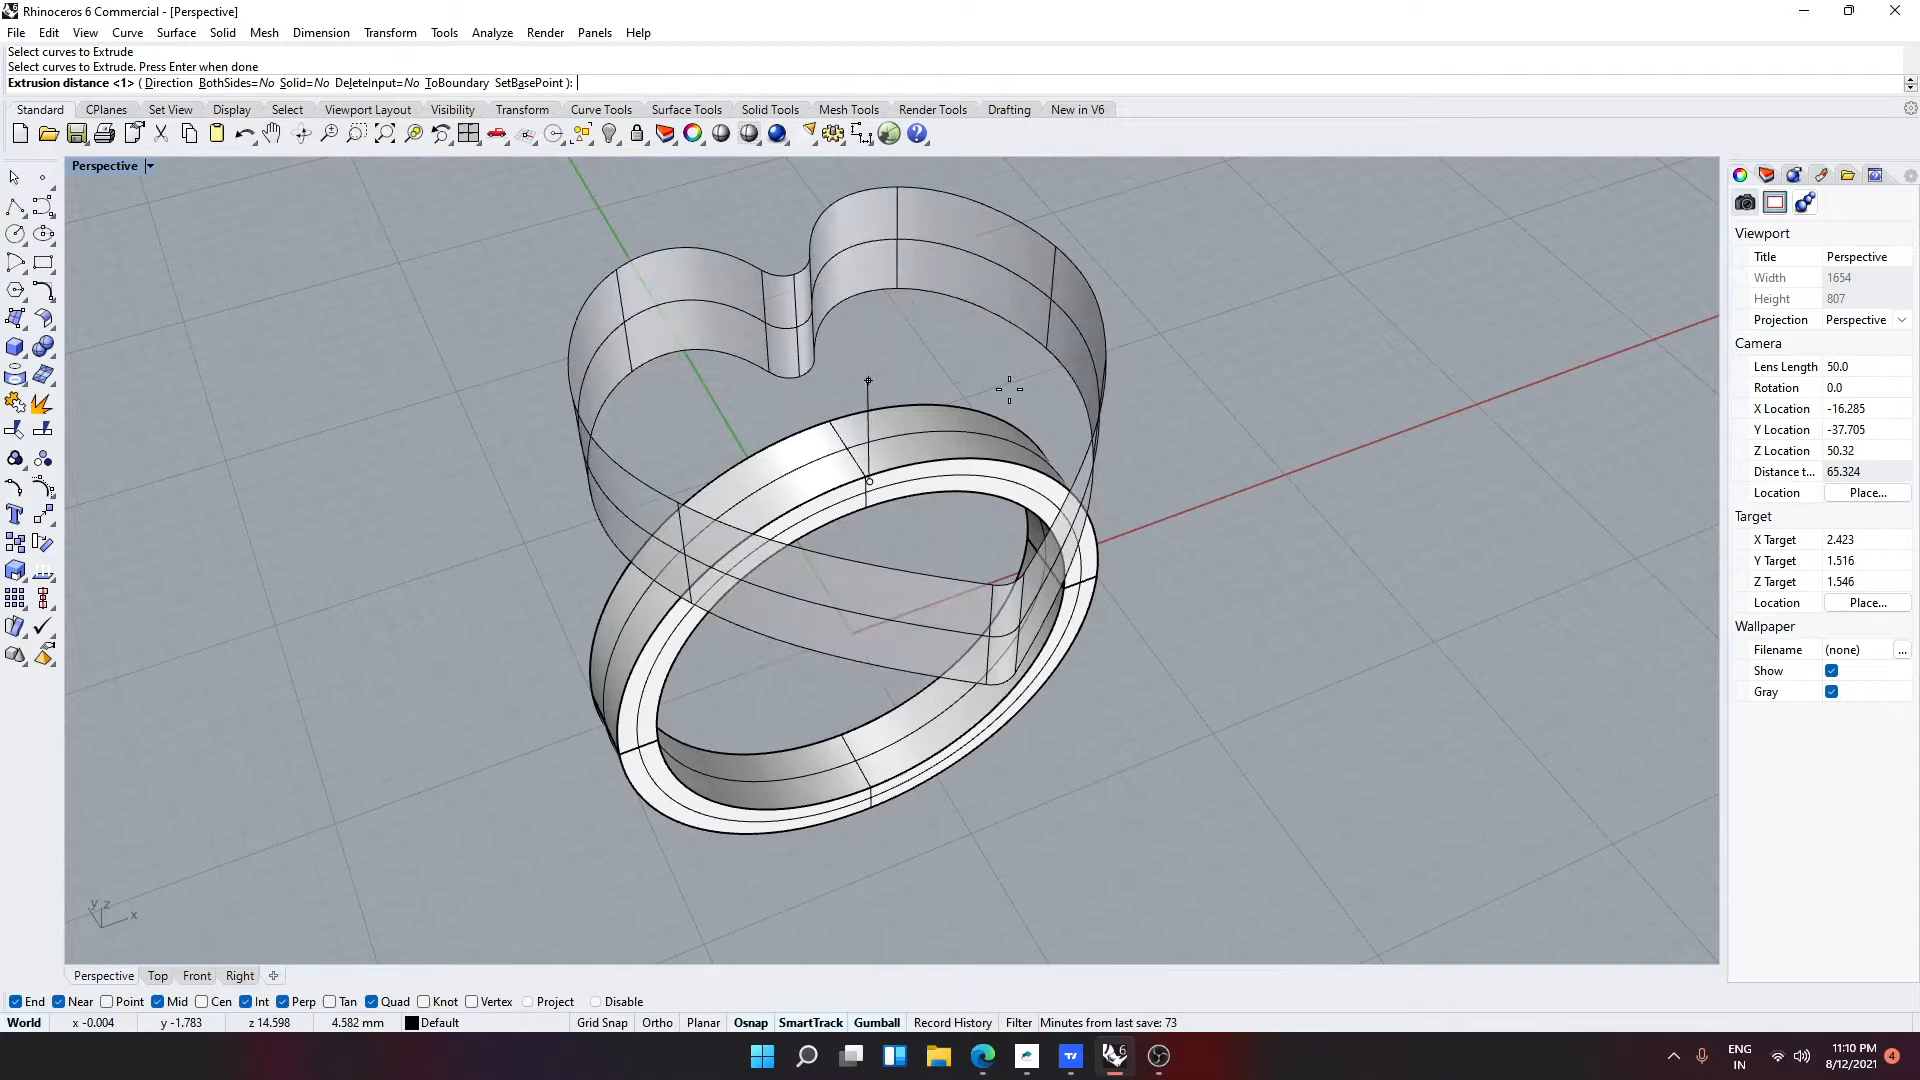 Rhinoceros 6 Commercial - [Perspective]
File Edit View Curve Surface Solid Mesh Dimension Transform Tools Analyze Render Panels Help
Select curves to Extrude
Select curves to Extrude. Press Enter when done
Extrusion distance <1> ( Direction BothSides=No Solid=No DeleteInput=No ToBoundary SetBasePoint ):
Standard CPlanes Set View Display Select Viewport Layout Visibility Transform Curve Tools Surface Tools Solid Tools Mesh Tools Render Tools Drafting New in V6
Perspective
Viewport
Title Perspective
Width 1654
Height 807
Projection Perspective
Camera
Lens Length 50.0
Rotation 0.0
X Location -16.285
Y Location -37.705
Z Location 50.32
Distance t... 65.324
Location Place...
Target
X Target 2.423
Y Target 1.516
Z Target 1.546
Location Place...
Wallpaper
Filename (none) ...
Show
Gray
y z x
Perspective Top Front Right
End Near Point Mid Cen Int Perp Tan Quad Knot Vertex Project Disable
World x -0.004 y -1.783 z 14.598 4.582 mm Default Grid Snap Ortho Planar Osnap SmartTrack Gumball Record History Filter Minutes from last save: 73
ENG
IN
11:10 PM
8/12/2021
4